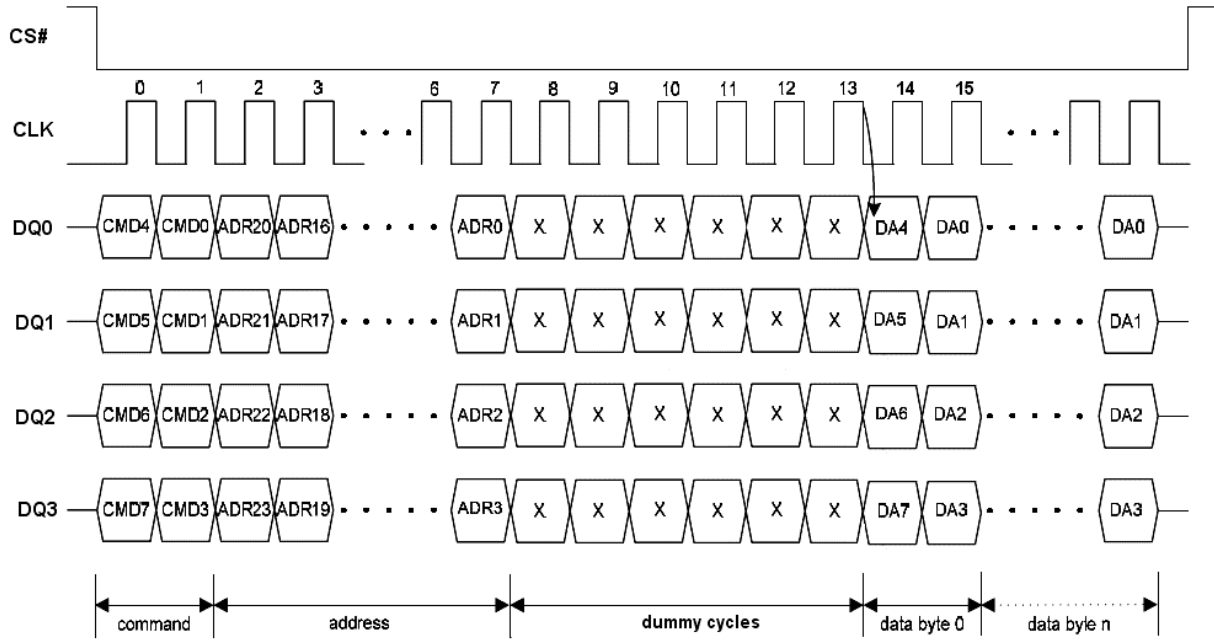 CS#
0 1 2 3 6 7 8 9 10 11 12 13 14 15
CLK
DQ0 CMD4 CMD0 ADR20 ADR16 ADR0 X X X X X X DA4 DA0 DA0
DQ1 CMD5 CMD1 ADR21 ADR17 ADR1 X X X X X X DA5 DA1 DA1
DQ2 CMD6 CMD2 ADR22 ADR18 ADR2 X X X X X X DA6 DA2 DA2
DQ3 CMD7 CMD3 ADR23 ADR19 ADR3 X X X X X X DA7 DA3 DA3
command address dummy cycles data byte 0 data byle n